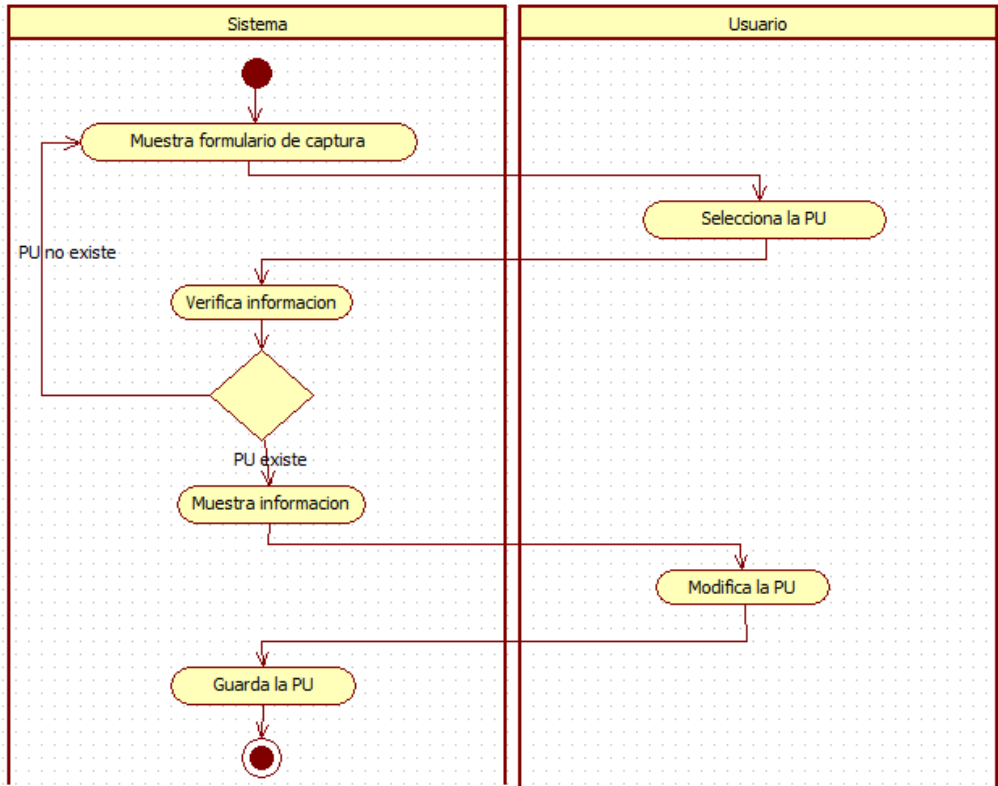 Sistema
Usuario
Muestra formulario de captura
Selecciona la PU
PU no existe
Verifica informacion
PU existe
Muestra informacion
Modifica la PU
Guarda la PU